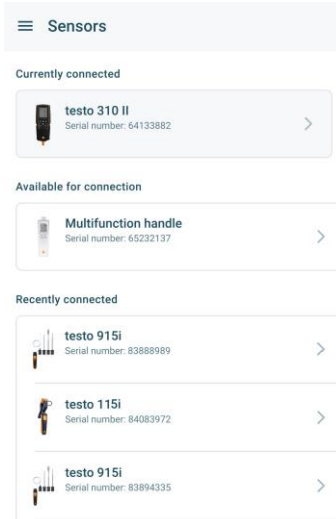 Sensors
Currently connected
testo 310 II
Serial number: 64133882
Available for connection
Multifunction handle
Serial number: 65232137
Recently connected
testo 915i
Serial number: 83888989
testo 115i
Serial number: 84083972
testo 915i
Serial number: 83894335